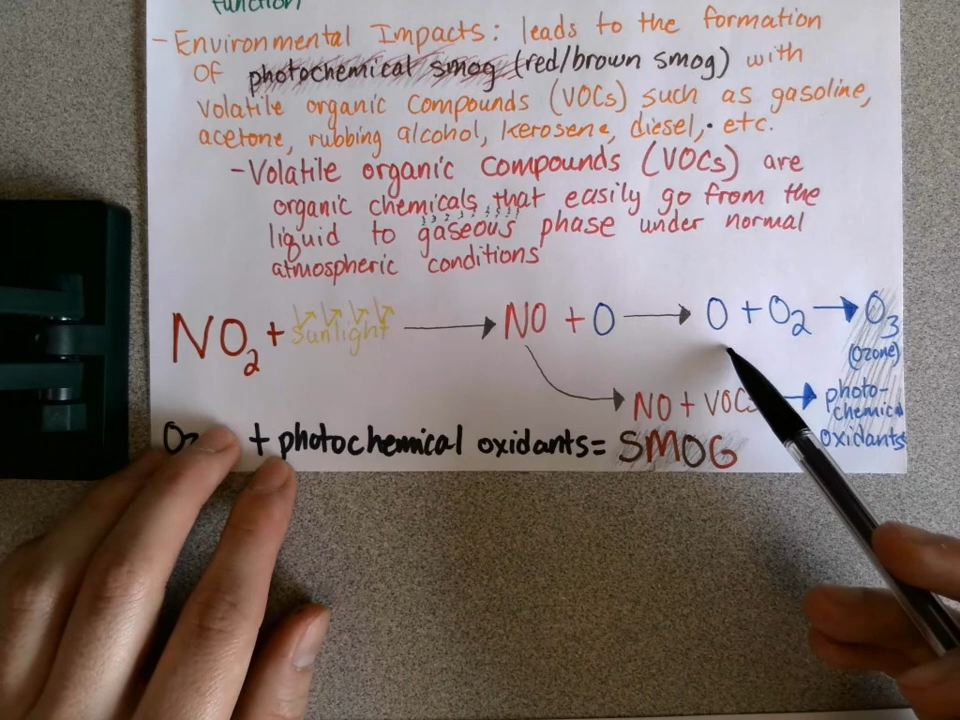 function
- Environmental Impacts: leads to the formation
of photochemical smog (red/brown smog) with
volatile organic compounds (VOCs) such as gasoline,
acetone, rubbing alcohol, kerosene, diesel, etc.
- Volatile organic compounds (VOCs) are
organic chemicals that easily go from the
liquid to gaseous phase under normal
atmospheric conditions
NO₂ + Sunlight → NO + O → O + O₂ → O₃
(Ozone)
NO + VOCs → photo-
chemical
oxidants
+ photochemical oxidants = SMOG